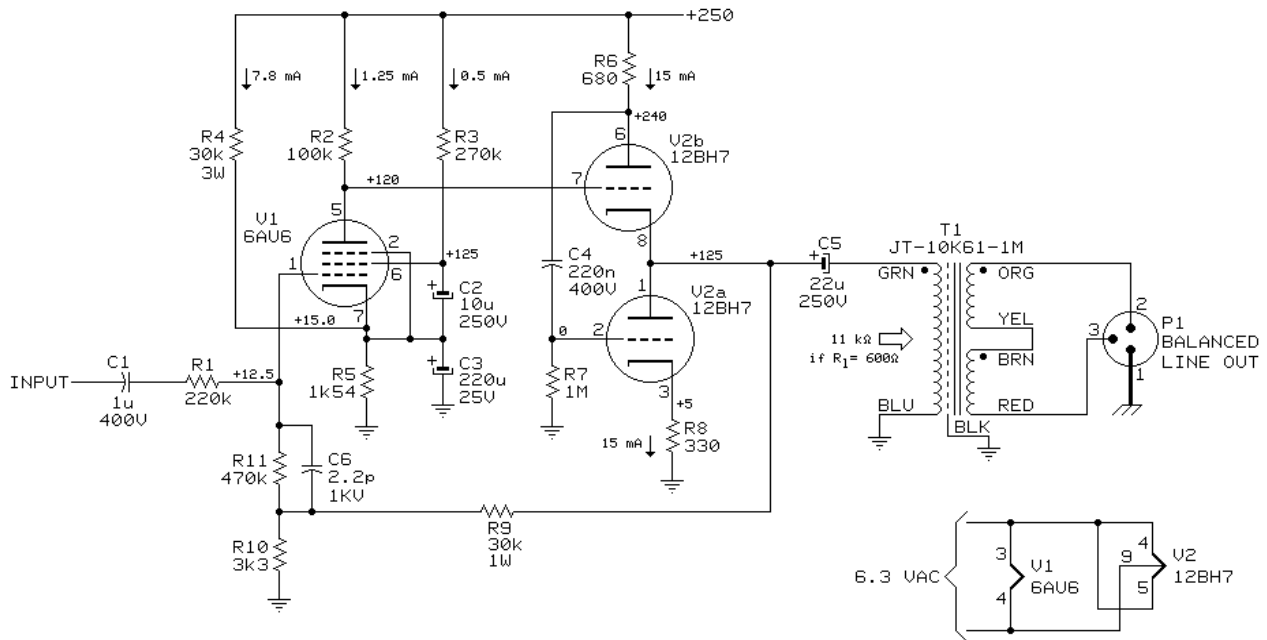 +250
7.8 mA
1.25 mA
0.5 mA
R6
680
15 mA
+240
R4
30k
3W
R2
100k
R3
270k
6
V2b
12BH7
+120
7
V1
6AU6
5
2
1
6
+125
8
C4
220n
400V
+125
C5
+
22u
250V
T1
JT-10K61-1M
GRN
ORG
YEL
BRN
RED
BLU
BLK
11 kΩ
if R1= 600Ω
2
3
1
P1
BALANCED
LINE OUT
+
C2
10u
250V
1
V2a
12BH7
0
2
3
+15.0
7
+
C3
220u
25V
R5
1k54
R7
1M
+5
R8
330
15 mA
INPUT
C1
1u
400V
R1
220k
+12.5
R11
470k
C6
2.2p
1KV
R9
30k
1W
R10
3k3
6.3 VAC
3
4
V1
6AU6
9
4
5
V2
12BH7